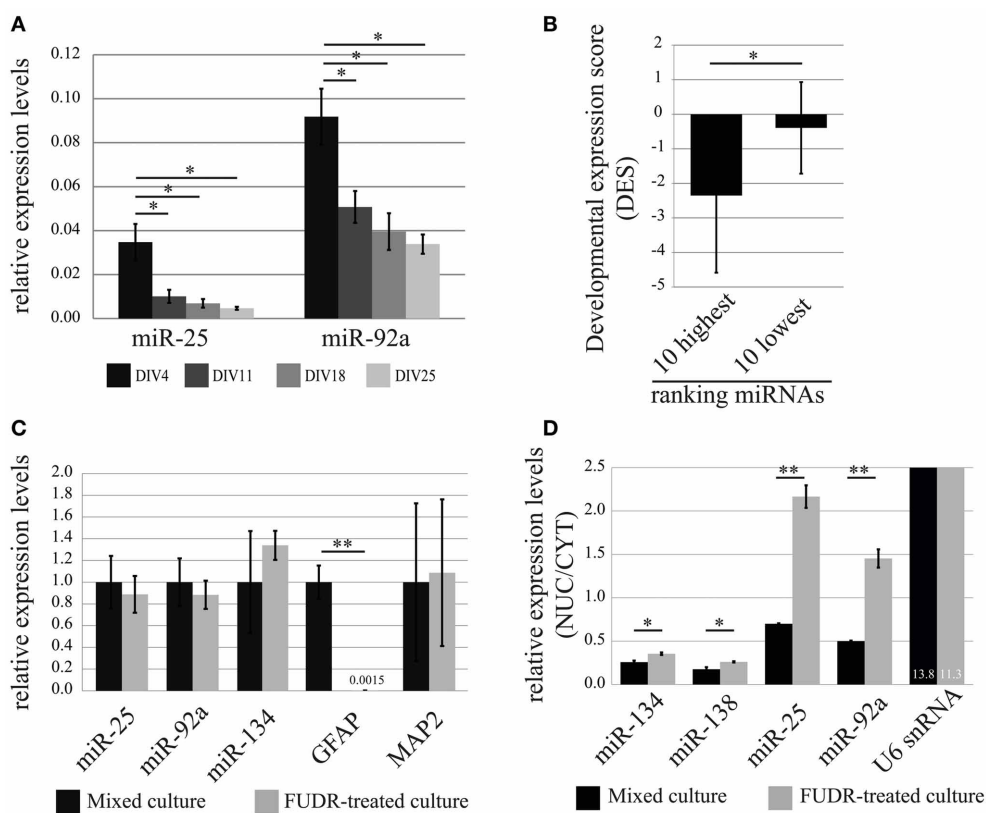 A
relative expression levels
0.12
0.10
0.08
0.06
0.04
0.02
0.00
*
*
*
*
*
*
miR-25
miR-92a
DIV4
DIV11
DIV18
DIV25
B
Developmental expression score
(DES)
2
1
0
-1
-2
-3
-4
-5
*
10 highest
10 lowest
ranking miRNAs
C
relative expression levels
2.0
1.8
1.6
1.4
1.2
1.0
0.8
0.6
0.4
0.2
0.0
**
0.0015
miR-25
miR-92a
miR-134
GFAP
MAP2
Mixed culture
FUDR-treated culture
D
relative expression levels
(NUC/CYT)
2.5
2.0
1.5
1.0
0.5
0.0
*
*
**
**
13.8
11.3
miR-134
miR-138
miR-25
miR-92a
U6 snRNA
Mixed culture
FUDR-treated culture